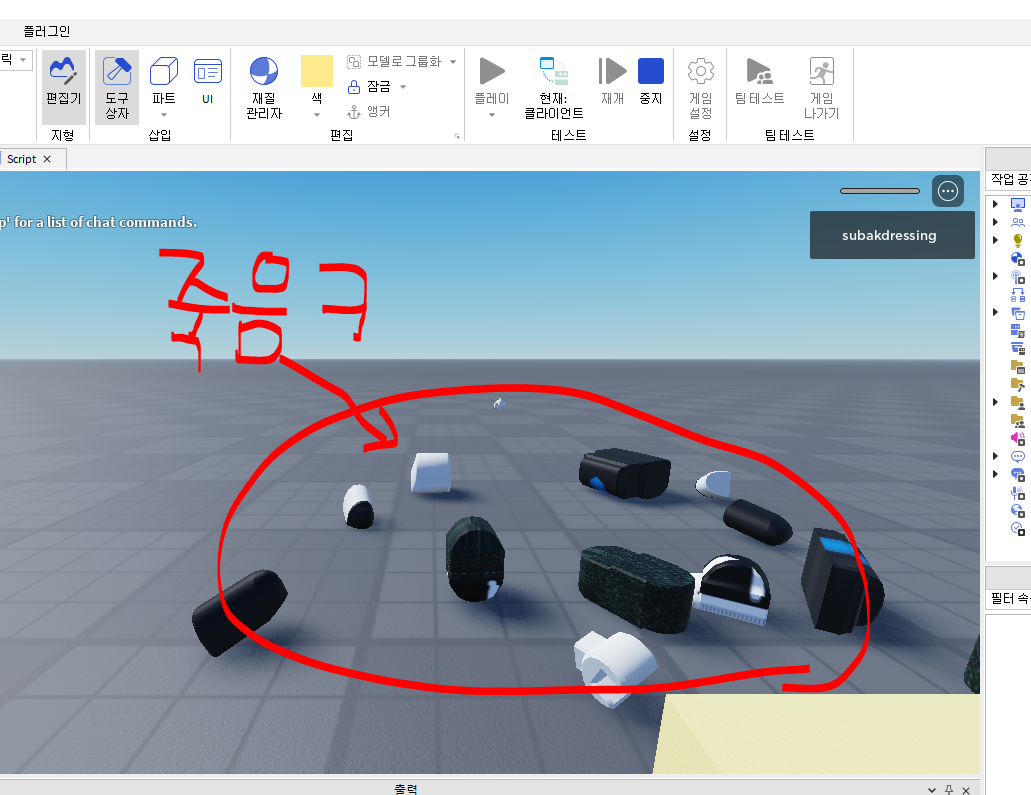 플러그인
릭
편집기
도구
상자
파트
UI
재질
관리자
색
모델로 그룹화
잠금
앵커
플레이
현재:
클라이언트
재개
중지
게임
설정
팀 테스트
게임
나가기
지형
삽입
편집
테스트
설정
팀 테스트
Script
작업 공
p' for a list of chat commands.
subakdressing
죽음 구
필터 속
출력